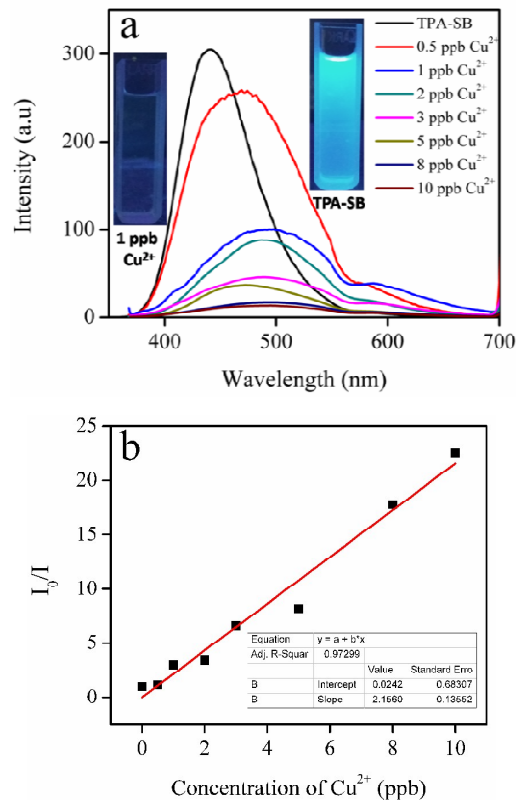 a
TPA-SB
0.5 ppb Cu²⁺
1 ppb Cu²⁺
2 ppb Cu²⁺
3 ppb Cu²⁺
5 ppb Cu²⁺
8 ppb Cu²⁺
10 ppb Cu²⁺
300
200
100
0
Intensity (a.u)
1 ppb
Cu²⁺
TPA-SB
400 500 600 700
Wavelength (nm)
b
25
20
15
10
5
0
I₀/I
Equation y = a + b*x
Adj. R-Squar 0.97299
Value Standard Erro
B Intercept 0.0242 0.68307
B Slope 2.1560 0.13552
0 2 4 6 8 10
Concentration of Cu²⁺ (ppb)